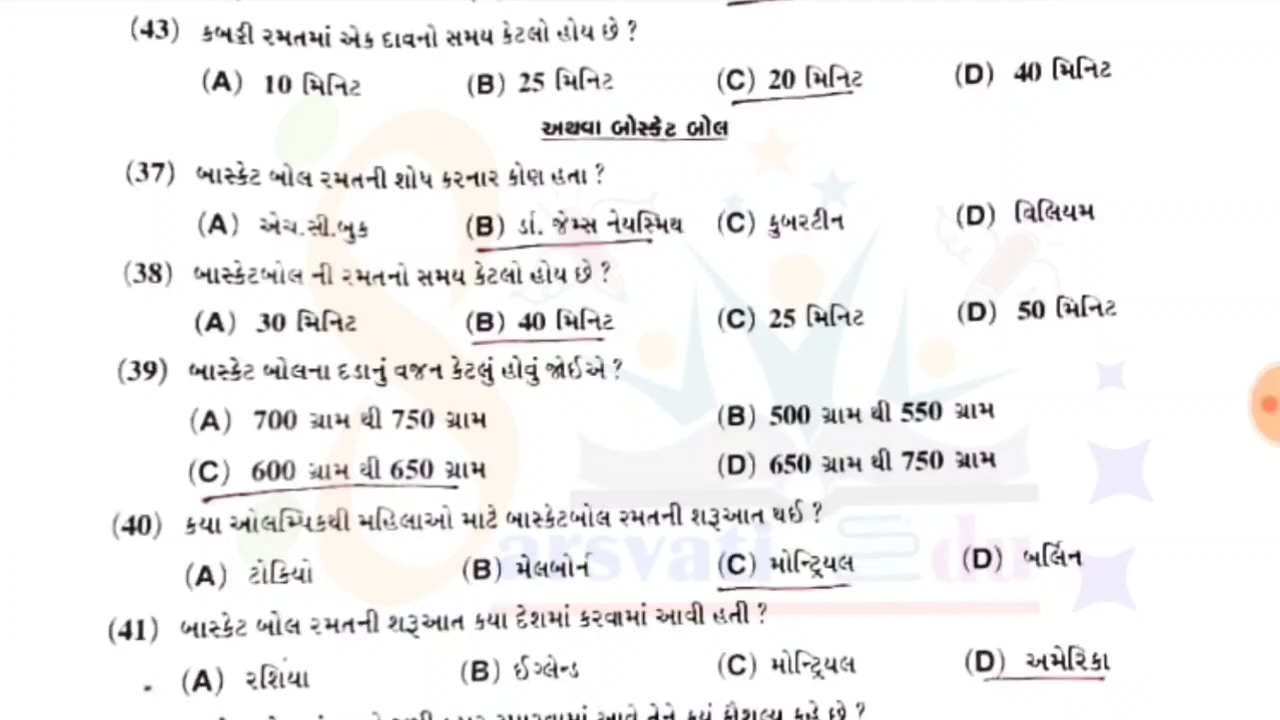 (43) કબડ્ડી રમતમાં એક દાવનો સમય કેટલો હોય છે ?
(A) 10 મિનિટ (B) 25 મિનિટ (C) 20 મિનિટ (D) 40 મિનિટ
અથવા બોસ્કેટ બોલ
(37) બાસ્કેટ બોલ રમતની શોધ કરનાર કોણ હતા ?
(A) એચ.સી.બુક (B) ર્ડા. જેમ્સ નેયસ્મિથ (C) કુબરટીન (D) વિલિયમ
(38) બાસ્કેટબોલ ની રમતનો સમય કેટલો હોય છે ?
(A) 30 મિનિટ (B) 40 મિનિટ (C) 25 મિનિટ (D) 50 મિનિટ
(39) બાસ્કેટ બોલના દડાનું વજન કેટલું હોવું જોઈએ ?
(A) 700 ગ્રામ થી 750 ગ્રામ (B) 500 ગ્રામ થી 550 ગ્રામ
(C) 600 ગ્રામ થી 650 ગ્રામ (D) 650 ગ્રામ થી 750 ગ્રામ
(40) કયા ઓલમ્પિકથી મહિલાઓ માટે બાસ્કેટબોલ રમતની શરૂઆત થઈ ?
(A) ટોકિયો (B) મેલબોર્ન (C) મોન્ટ્રિયલ (D) બર્લિન
arsvati Edu
(41) બાસ્કેટ બોલ રમતની શરૂઆત કયા દેશમાં કરવામાં આવી હતી ?
(A) રશિયા (B) ઈંગ્લેન્ડ (C) મોન્ટ્રિયલ (D) અમેરિકા